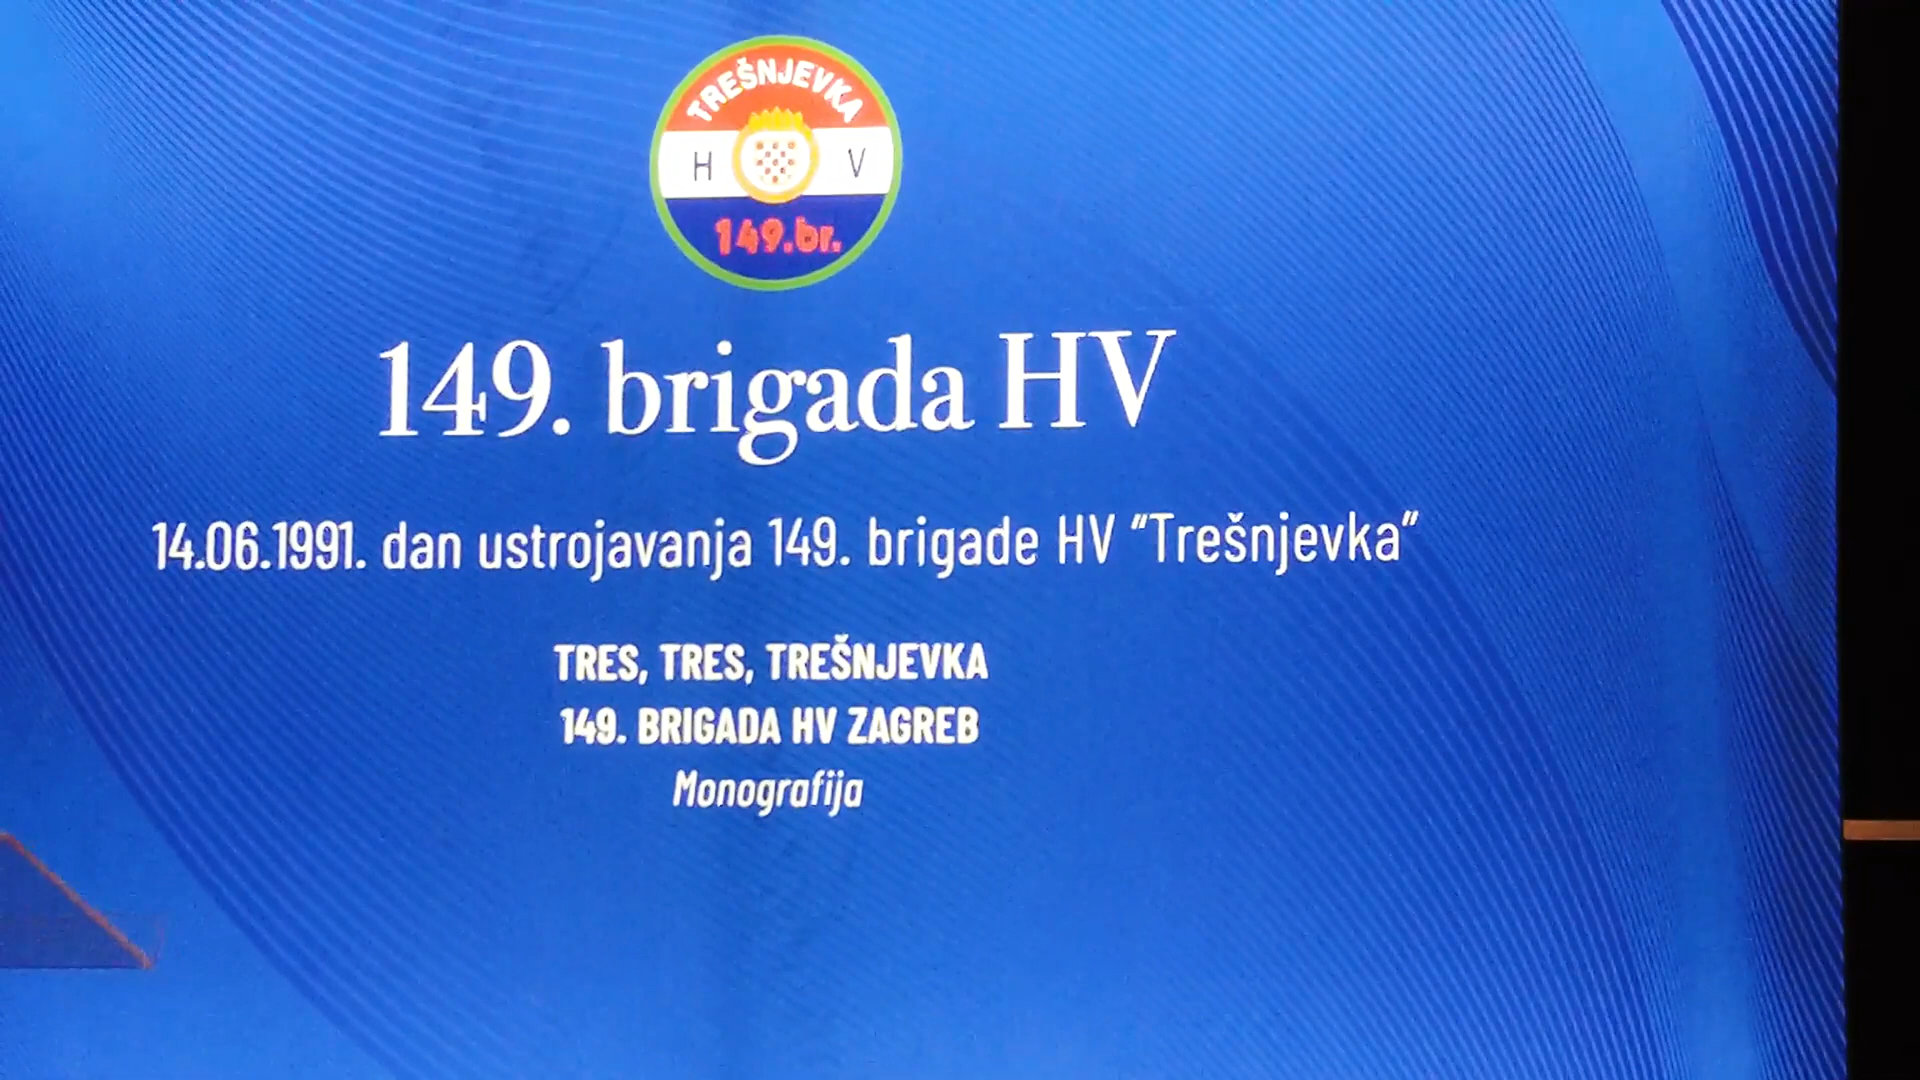 TREŠNJEVKA
H V
149.br.
149. brigada HV
14.06.1991. dan ustrojavanja 149. brigade HV "Trešnjevka"
TRES, TRES, TREŠNJEVKA
149. BRIGADA HV ZAGREB
Monografija